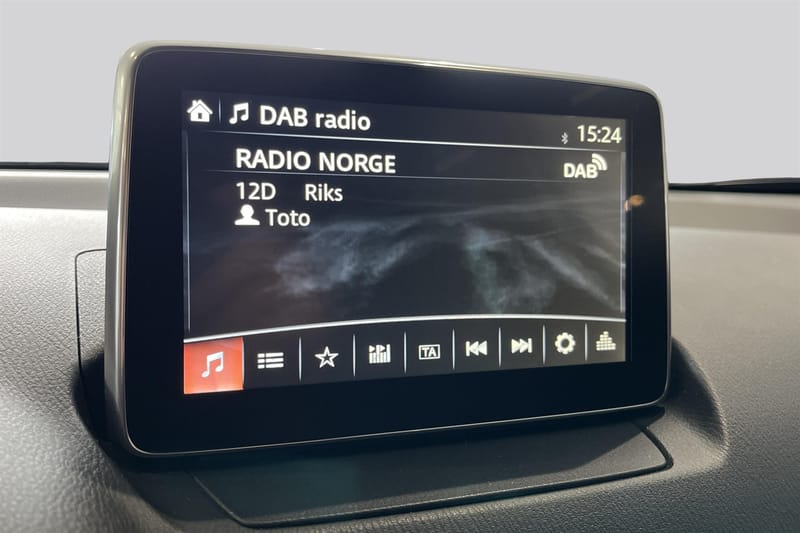 DAB radio
15:24
RADIO NORGE
DAB
12D Riks
Toto
TA